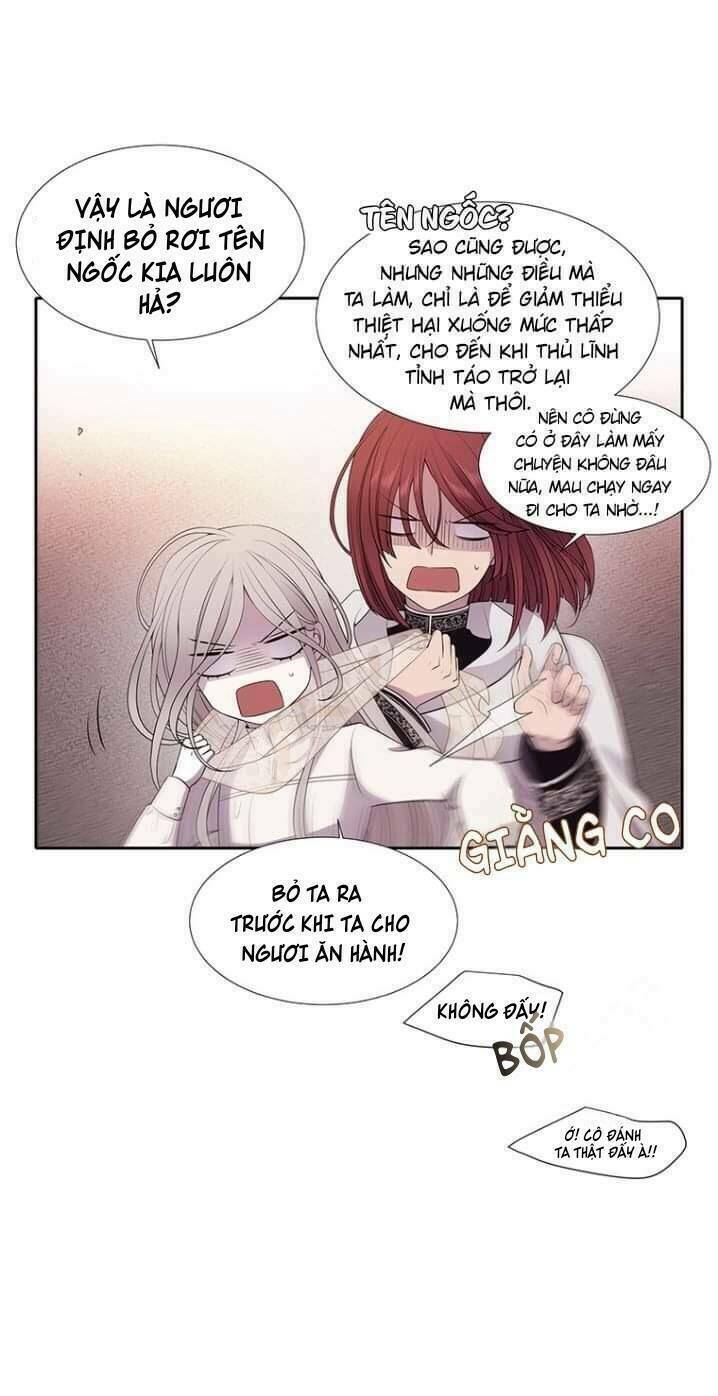 VẬY LÀ NGƯƠI
ĐỊNH BỎ RƠI TÊN
NGỐC KIA LUÔN
HẢ?
TÊN NGỐC?
SAO CŨNG ĐƯỢC,
NHƯNG NHỮNG ĐIỀU MÀ
TA LÀM, CHỈ LÀ ĐỂ GIẢM THIỂU
THIỆT HẠI XUỐNG MỨC THẤP
NHẤT, CHO ĐẾN KHI THỦ LĨNH
TỈNH TÁO TRỞ LẠI
MÀ THÔI.
NÊN CÔ ĐỪNG
CÓ Ở ĐÂY LÀM MẤY
CHUYỆN KHÔNG ĐÂU
NỮA, MAU CHẠY NGAY
ĐI CHO TA NHỜ...!
GIẰNG CO
BỎ TA RA
TRƯỚC KHI TA CHO
NGƯƠI ĂN HÀNH!
KHÔNG ĐẤY!
BỐP
Ớ! CÔ ĐÁNH
TA THẬT ĐẤY À!!